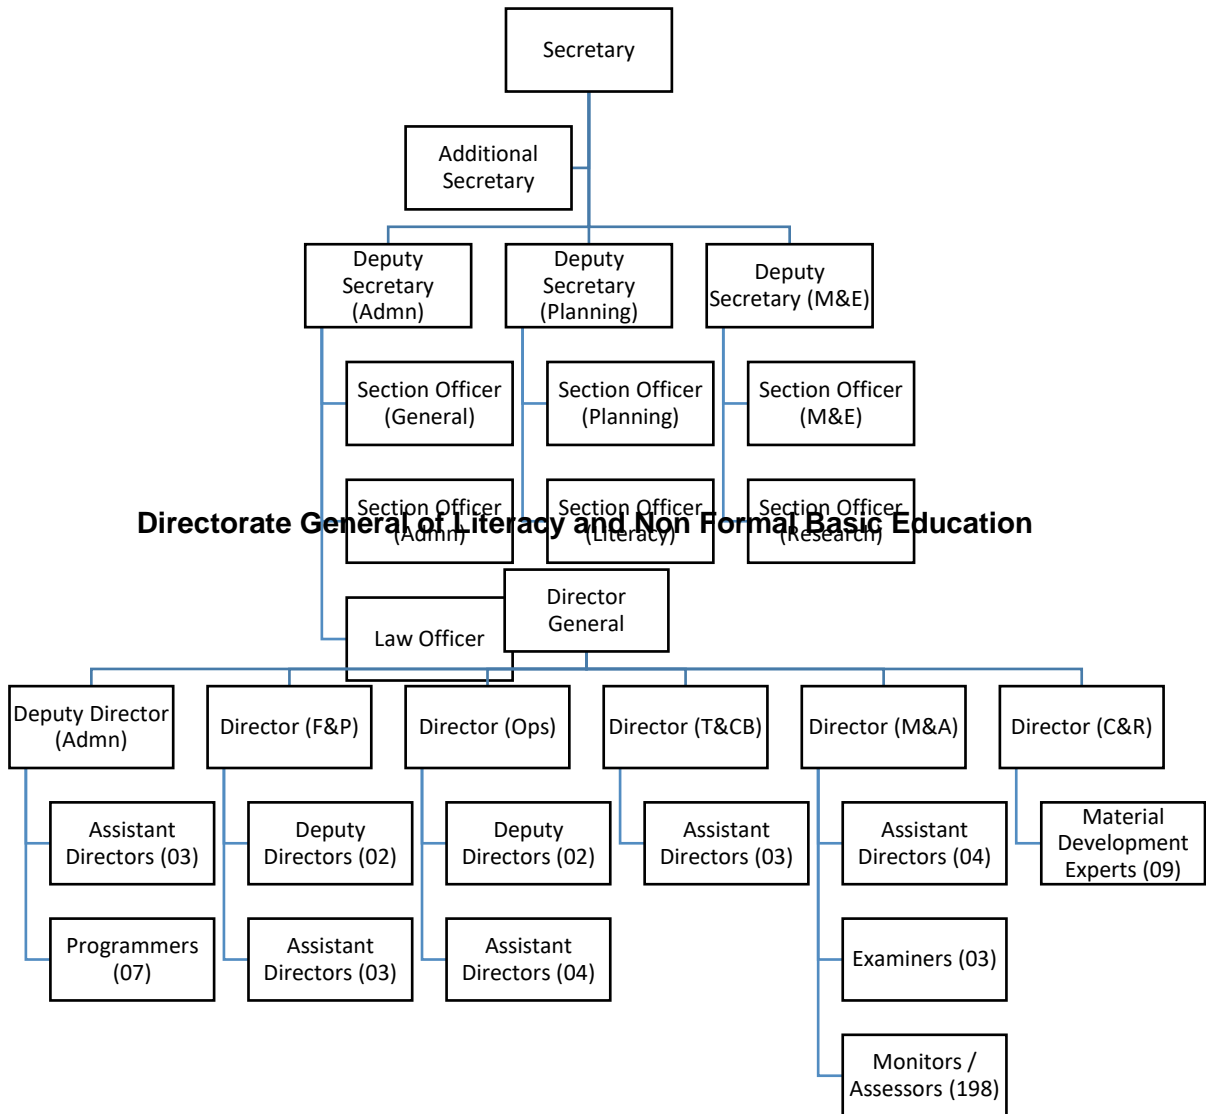 Secretary
Additional
Secretary
Deputy
Secretary
(Admn)
Deputy
Secretary
(Planning)
Deputy
Secretary (M&E)
Section Officer
(General)
Section Officer
(Planning)
Section Officer
(M&E)
Section Officer
(Admn)
Section Officer
(Literacy)
Section Officer
(Research)
Directorate General of Literacy and Non Formal Basic Education
Law Officer
Director
General
Deputy Director
(Admn)
Director (F&P)
Director (Ops)
Director (T&CB)
Director (M&A)
Director (C&R)
Assistant
Directors (03)
Deputy
Directors (02)
Deputy
Directors (02)
Assistant
Directors (03)
Assistant
Directors (04)
Material
Development
Experts (09)
Programmers
(07)
Assistant
Directors (03)
Assistant
Directors (04)
Examiners (03)
Monitors /
Assessors (198)